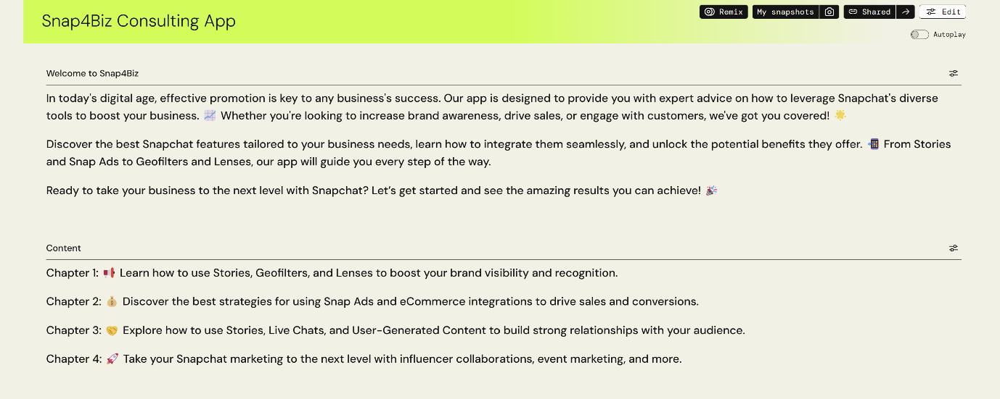 Snap4Biz Consulting App
Remix
My snapshots
Shared
Edit
Autoplay
Welcome to Snap4Biz
In today's digital age, effective promotion is key to any business's success. Our app is designed to provide you with expert advice on how to leverage Snapchat's diverse
tools to boost your business. 📈 Whether you're looking to increase brand awareness, drive sales, or engage with customers, we've got you covered! 🌟
Discover the best Snapchat features tailored to your business needs, learn how to integrate them seamlessly, and unlock the potential benefits they offer. 📲 From Stories
and Snap Ads to Geofilters and Lenses, our app will guide you every step of the way.
Ready to take your business to the next level with Snapchat? Let’s get started and see the amazing results you can achieve! 🎉
Content
Chapter 1: 📢 Learn how to use Stories, Geofilters, and Lenses to boost your brand visibility and recognition.
Chapter 2: 💰 Discover the best strategies for using Snap Ads and eCommerce integrations to drive sales and conversions.
Chapter 3: 🤝 Explore how to use Stories, Live Chats, and User-Generated Content to build strong relationships with your audience.
Chapter 4: 🚀 Take your Snapchat marketing to the next level with influencer collaborations, event marketing, and more.